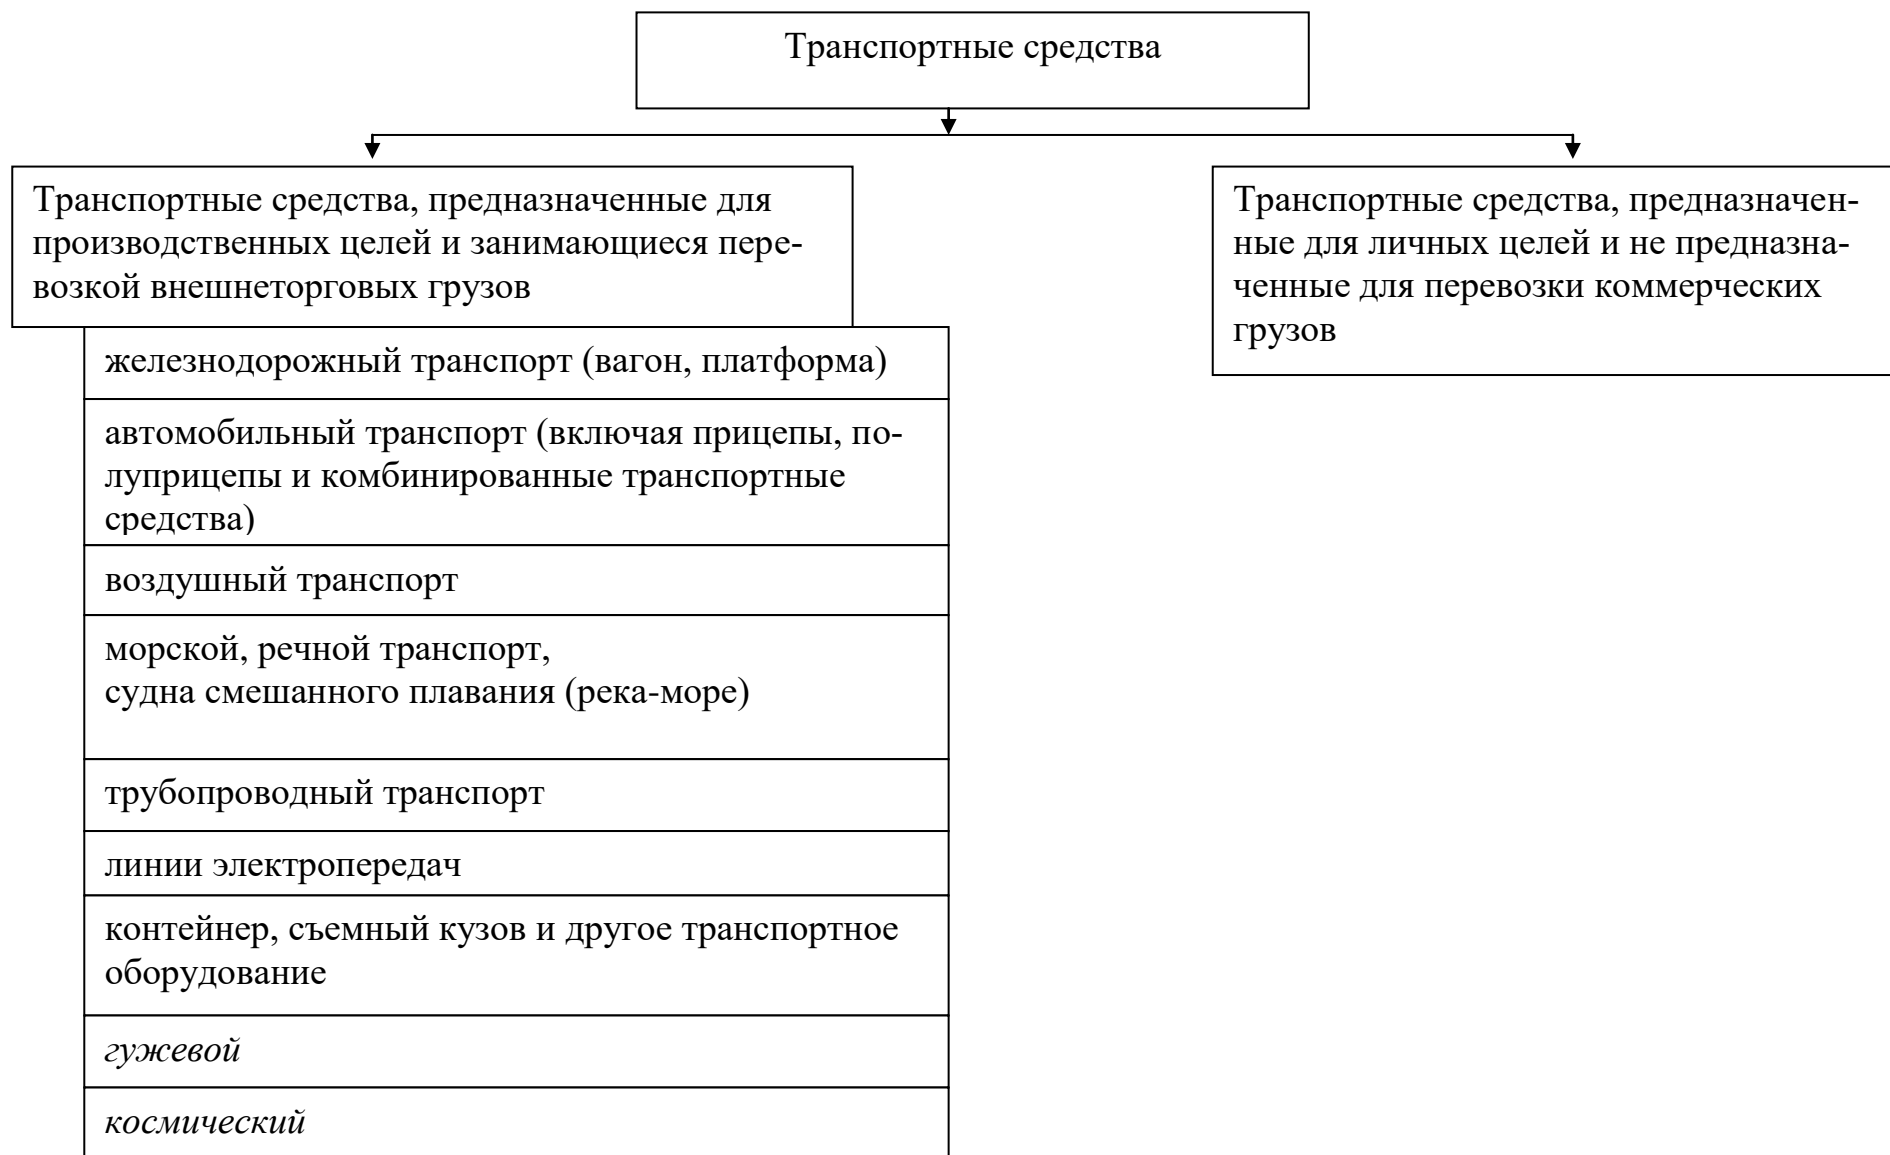 Транспортные средства
Транспортные средства, предназначенные для
производственных целей и занимающиеся пере-
возкой внешнеторговых грузов
Транспортные средства, предназначен-
ные для личных целей и не предназна-
ченные для перевозки коммерческих
грузов
железнодорожный транспорт (вагон, платформа)
автомобильный транспорт (включая прицепы, по-
луприцепы и комбинированные транспортные
средства)
воздушный транспорт
морской, речной транспорт,
судна смешанного плавания (река-море)
трубопроводный транспорт
линии электропередач
контейнер, съемный кузов и другое транспортное
оборудование
гужевой
космический